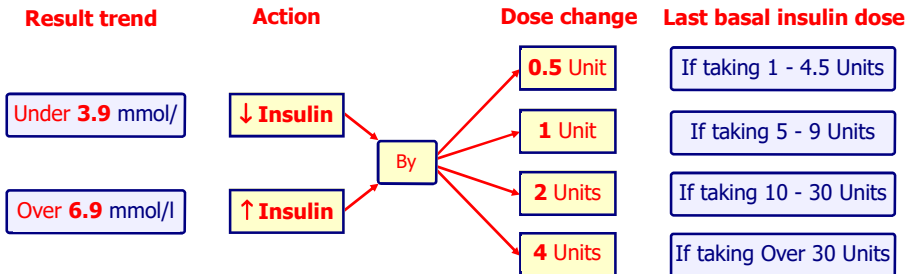 Result trend Action Dose change Last basal insulin dose
0.5 Unit If taking 1 - 4.5 Units
Under 3.9 mmol/ ↓ Insulin 1 Unit If taking 5 - 9 Units
By
Over 6.9 mmol/l ↑ Insulin 2 Units If taking 10 - 30 Units
4 Units If taking Over 30 Units